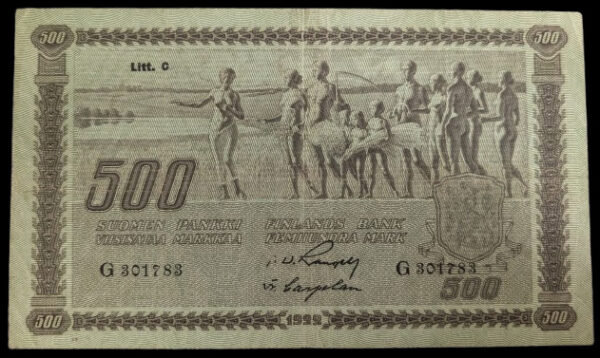 500 500
Litt. C
500
SUOMEN PANKKI FINLANDS BANK
VIISISATAA MARKKAA FEMHUNDRA MARK
G 301783 G 301783
500
500 1922 500